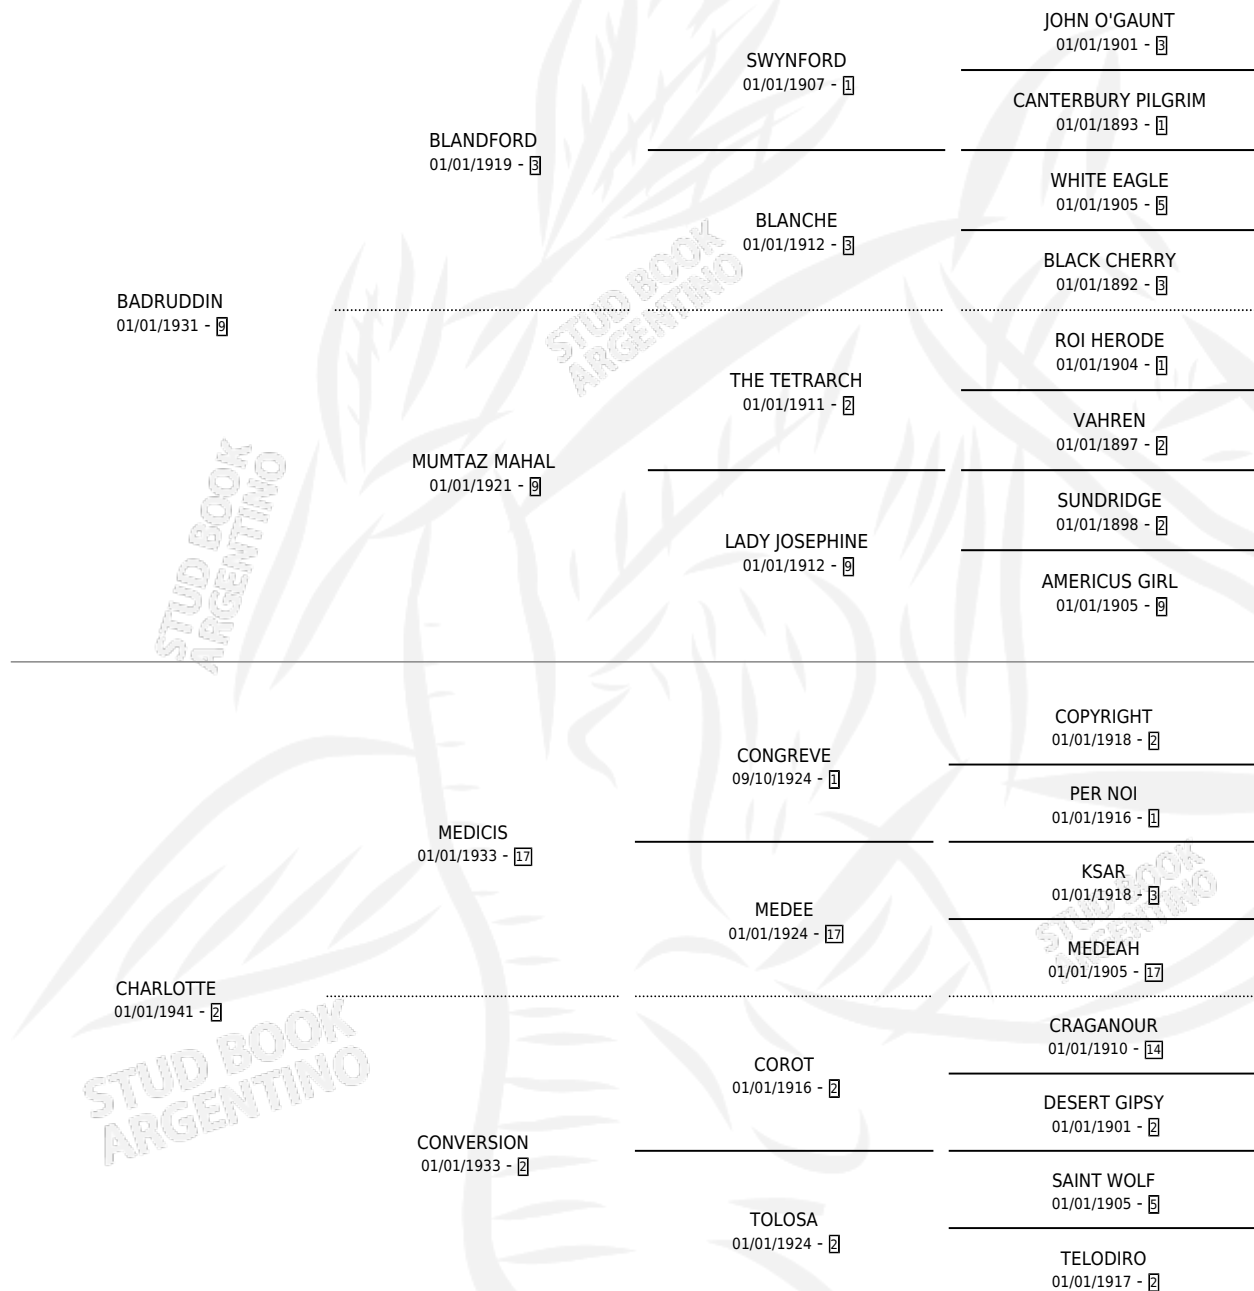 JOHN O'GAUNT
01/01/1901 - 3
SWYNFORD
01/01/1907 - 1
CANTERBURY PILGRIM
01/01/1893 - 1
BLANDFORD
01/01/1919 - 3
WHITE EAGLE
01/01/1905 - 5
BLANCHE
01/01/1912 - 3
BLACK CHERRY
01/01/1892 - 3
BADRUDDIN
01/01/1931 - 9
STUD BOOK
ARGENTINO
ROI HERODE
01/01/1904 - 1
THE TETRARCH
01/01/1911 - 2
VAHREN
01/01/1897 - 2
MUMTAZ MAHAL
01/01/1921 - 9
SUNDRIDGE
01/01/1898 - 2
LADY JOSEPHINE
01/01/1912 - 9
AMERICUS GIRL
01/01/1905 - 9
STUD BOOK
ARGENTINO
COPYRIGHT
01/01/1918 - 2
CONGREVE
09/10/1924 - 1
PER NOI
01/01/1916 - 1
MEDICIS
01/01/1933 - 17
KSAR
01/01/1918 - 3
MEDEE
01/01/1924 - 17
STUD BOOK
ARGENTINO
MEDEAH
01/01/1905 - 17
CHARLOTTE
01/01/1941 - 2
STUD BOOK
ARGENTINO
CRAGANOUR
01/01/1910 - 14
COROT
01/01/1916 - 2
DESERT GIPSY
01/01/1901 - 2
CONVERSION
01/01/1933 - 2
SAINT WOLF
01/01/1905 - 5
TOLOSA
01/01/1924 - 2
TELODIRO
01/01/1917 - 2